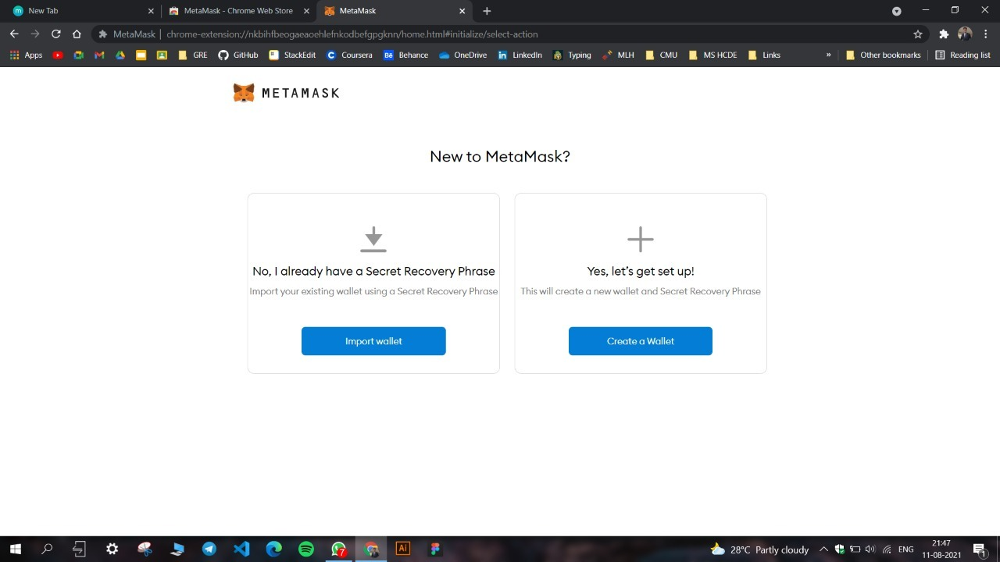 New Tab
MetaMask - Chrome Web Store
MetaMask
MetaMask | chrome-extension://nkbihfbeogaeaoehlefnkodbefgpgknn/home.html#initialize/select-action
Apps GRE GitHub StackEdit Coursera Behance OneDrive LinkedIn Typing MLH CMU MS HCDE Links » Other bookmarks Reading list
METAMASK
New to MetaMask?
No, I already have a Secret Recovery Phrase
Import your existing wallet using a Secret Recovery Phrase
Import wallet
Yes, let’s get set up!
This will create a new wallet and Secret Recovery Phrase
Create a Wallet
7
Ai
Partly cloudy
ENG
21:47
11-08-2021